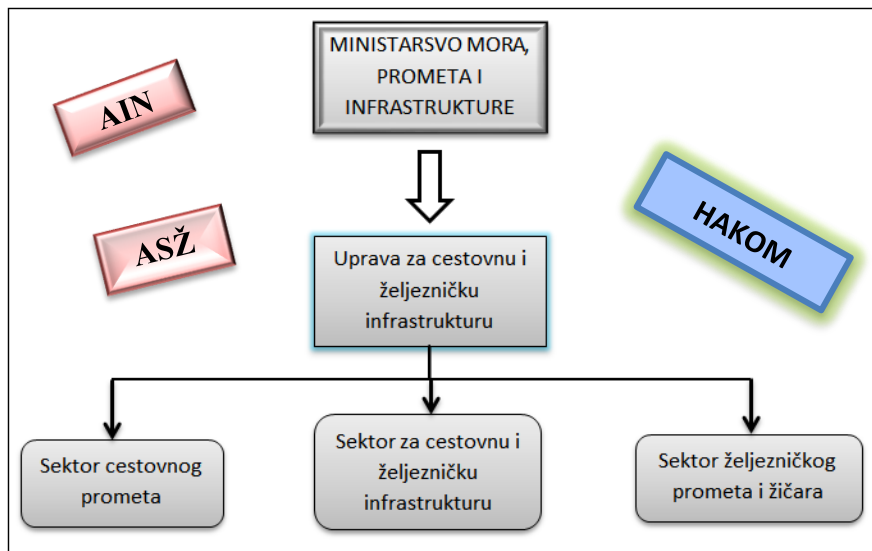 MINISTARSVO MORA,
PROMETA I
INFRASTRUKTURE
AIN
ASŽ
HAKOM
Uprava za cestovnu i
željezničku
infrastrukturu
Sektor cestovnog
prometa
Sektor za cestovnu i
željezničku
infrastrukturu
Sektor željezničkog
prometa i žičara